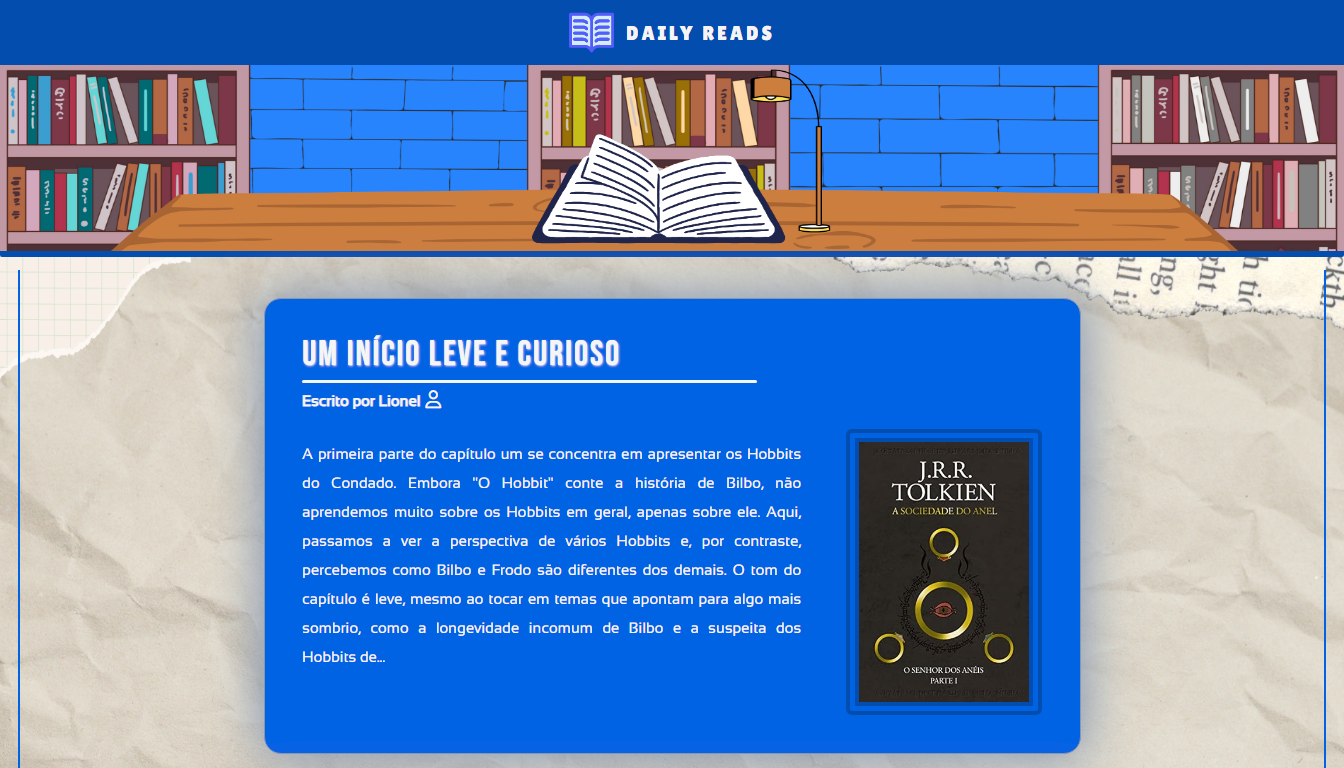 DAILY READS
UM INÍCIO LEVE E CURIOSO
Escrito por Lionel
A primeira parte do capítulo um se concentra em apresentar os Hobbits
do Condado. Embora "O Hobbit" conte a história de Bilbo, não
aprendemos muito sobre os Hobbits em geral, apenas sobre ele. Aqui,
passamos a ver a perspectiva de vários Hobbits e, por contraste,
percebemos como Bilbo e Frodo são diferentes dos demais. O tom do
capítulo é leve, mesmo ao tocar em temas que apontam para algo mais
sombrio, como a longevidade incomum de Bilbo e a suspeita dos
Hobbits de...
J.R.R.
TOLKIEN
A SOCIEDADE DO ANEL
O SENHOR DOS ANÉIS
PARTE I